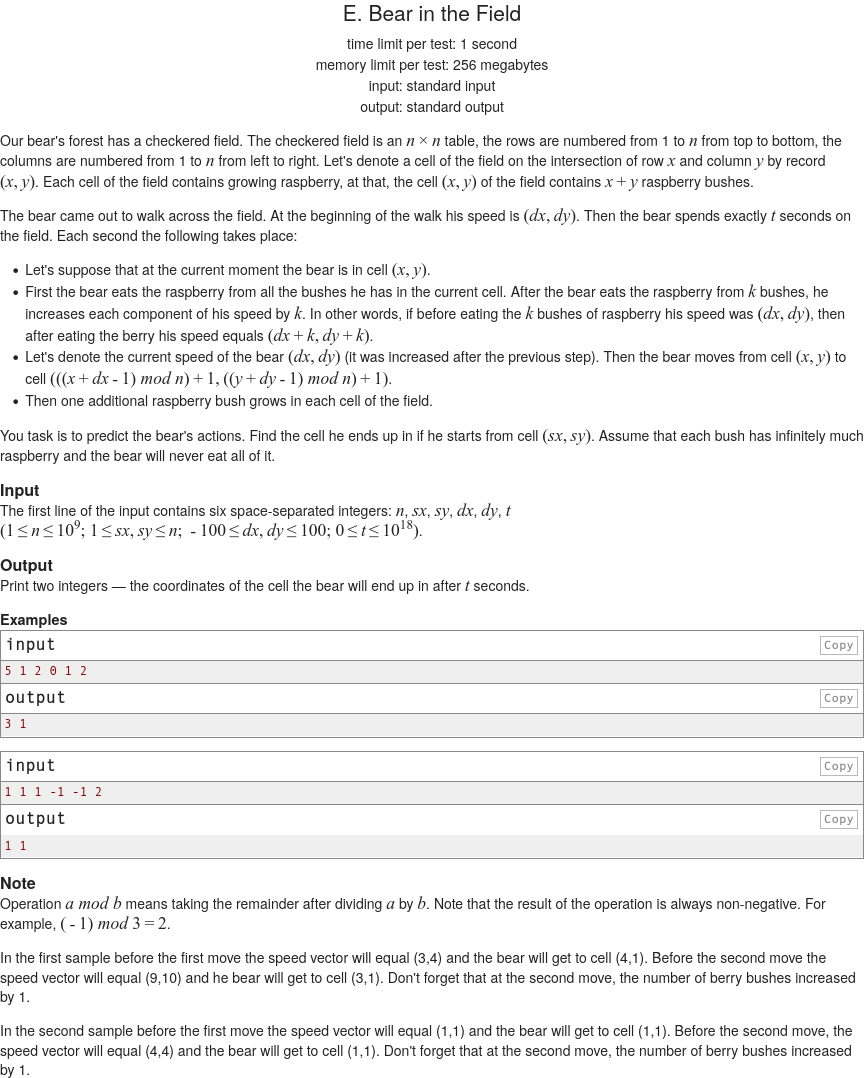 E. Bear in the Field
time limit per test: 1 second
memory limit per test: 256 megabytes
input: standard input
output: standard output
Our bear's forest has a checkered field. The checkered field is an n × n table, the rows are numbered from 1 to n from top to bottom, the
columns are numbered from 1 to n from left to right. Let's denote a cell of the field on the intersection of row x and column y by record
(x, y). Each cell of the field contains growing raspberry, at that, the cell (x, y) of the field contains x + y raspberry bushes.
The bear came out to walk across the field. At the beginning of the walk his speed is (dx, dy). Then the bear spends exactly t seconds on
the field. Each second the following takes place:
• Let's suppose that at the current moment the bear is in cell (x, y).
• First the bear eats the raspberry from all the bushes he has in the current cell. After the bear eats the raspberry from k bushes, he
increases each component of his speed by k. In other words, if before eating the k bushes of raspberry his speed was (dx, dy), then
after eating the berry his speed equals (dx + k, dy + k).
• Let's denote the current speed of the bear (dx, dy) (it was increased after the previous step). Then the bear moves from cell (x, y) to
cell (((x + dx - 1) mod n) + 1, ((y + dy - 1) mod n) + 1).
• Then one additional raspberry bush grows in each cell of the field.
You task is to predict the bear's actions. Find the cell he ends up in if he starts from cell (sx, sy). Assume that each bush has infinitely much
raspberry and the bear will never eat all of it.
Input
The first line of the input contains six space-separated integers: n, sx, sy, dx, dy, t
(1 ≤ n ≤ 10^9; 1 ≤ sx, sy ≤ n;  - 100 ≤ dx, dy ≤ 100; 0 ≤ t ≤ 10^18).
Output
Print two integers — the coordinates of the cell the bear will end up in after t seconds.
Examples
input Copy
5 1 2 0 1 2
output Copy
3 1
input Copy
1 1 1 -1 -1 2
output Copy
1 1
Note
Operation a mod b means taking the remainder after dividing a by b. Note that the result of the operation is always non-negative. For
example, ( - 1) mod 3 = 2.
In the first sample before the first move the speed vector will equal (3,4) and the bear will get to cell (4,1). Before the second move the
speed vector will equal (9,10) and he bear will get to cell (3,1). Don't forget that at the second move, the number of berry bushes increased
by 1.
In the second sample before the first move the speed vector will equal (1,1) and the bear will get to cell (1,1). Before the second move, the
speed vector will equal (4,4) and the bear will get to cell (1,1). Don't forget that at the second move, the number of berry bushes increased
by 1.